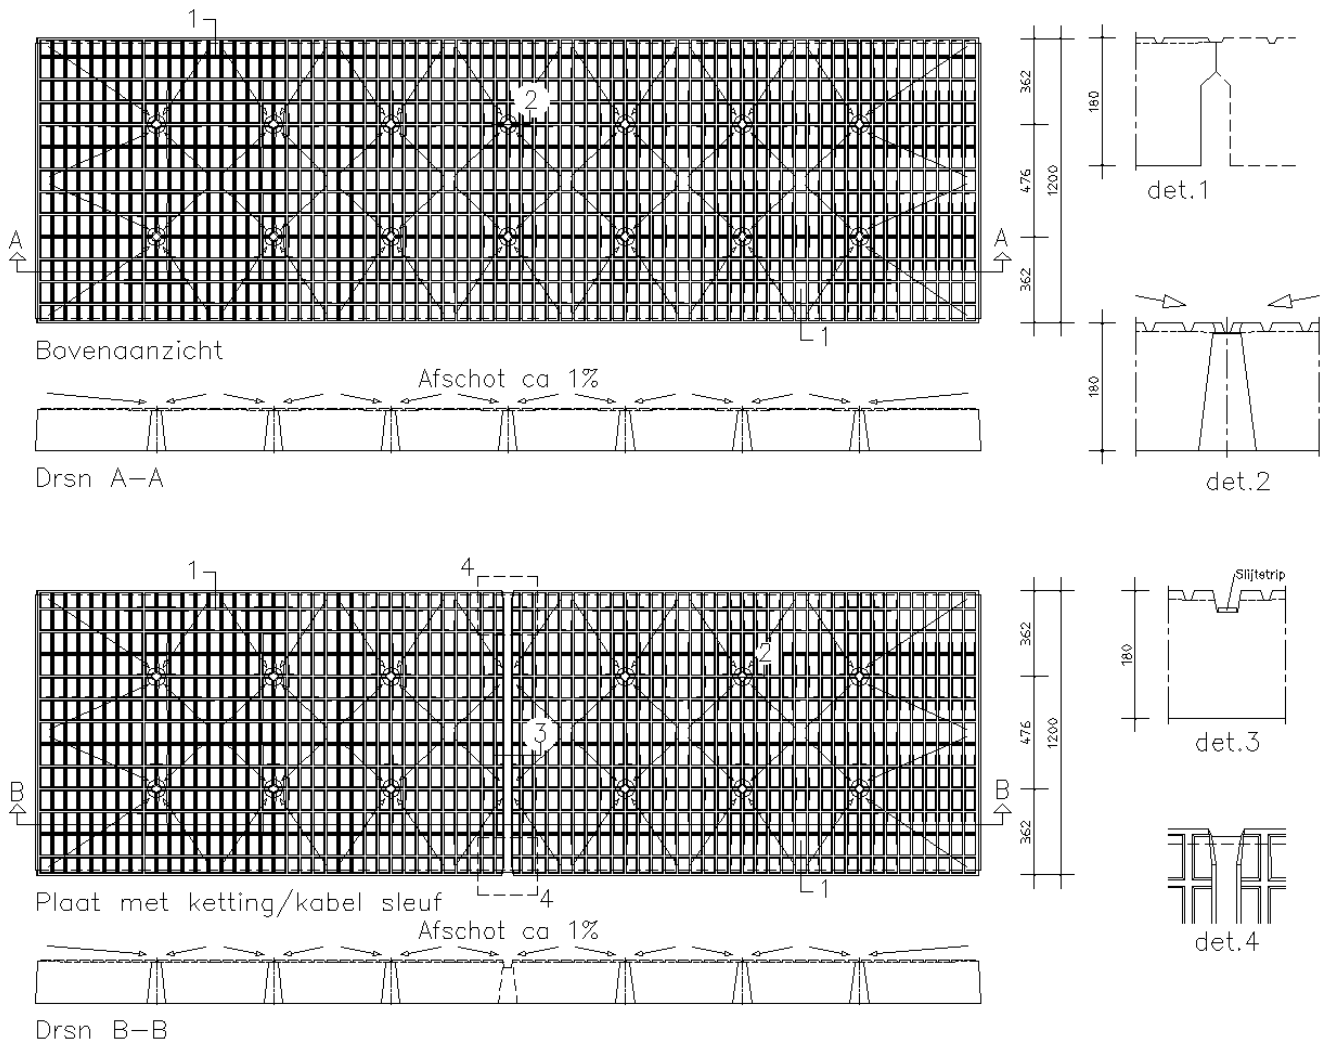 1
2
A
A
1
362
476
1200
362
180
det.1
180
det.2
Bovenaanzicht
Afschot ca 1%
Drsn A-A
1
4
2
3
B
B
4
1
362
476
1200
362
Slijtstrip
180
det.3
det.4
Plaat met ketting/kabel sleuf
Afschot ca 1%
Drsn B-B